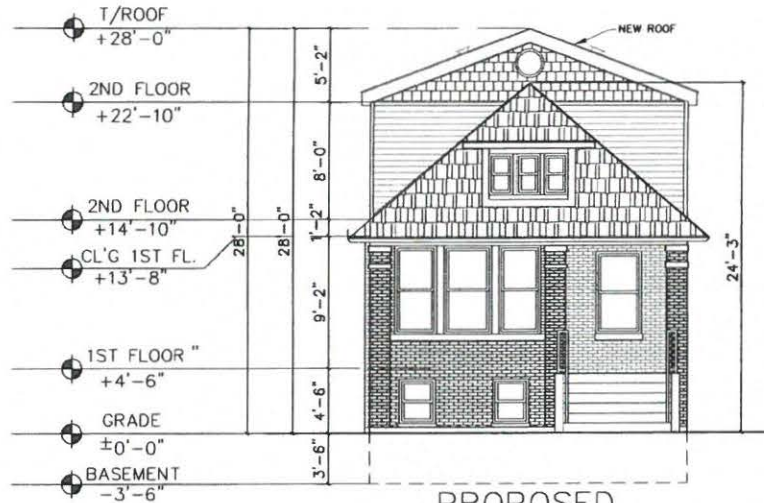 T/ROOF
+28'-0"
2ND FLOOR
+22'-10"
2ND FLOOR
+14'-10"
CL'G 1ST FL.
+13'-8"
1ST FLOOR "
+4'-6"
GRADE
±0'-0"
BASEMENT
-3'-6"
28'-0"
28'-0"
5'-2"
8'-0"
1'-2"
9'-2"
4'-6"
3'-6"
NEW ROOF
24'-3"
PROPOSED